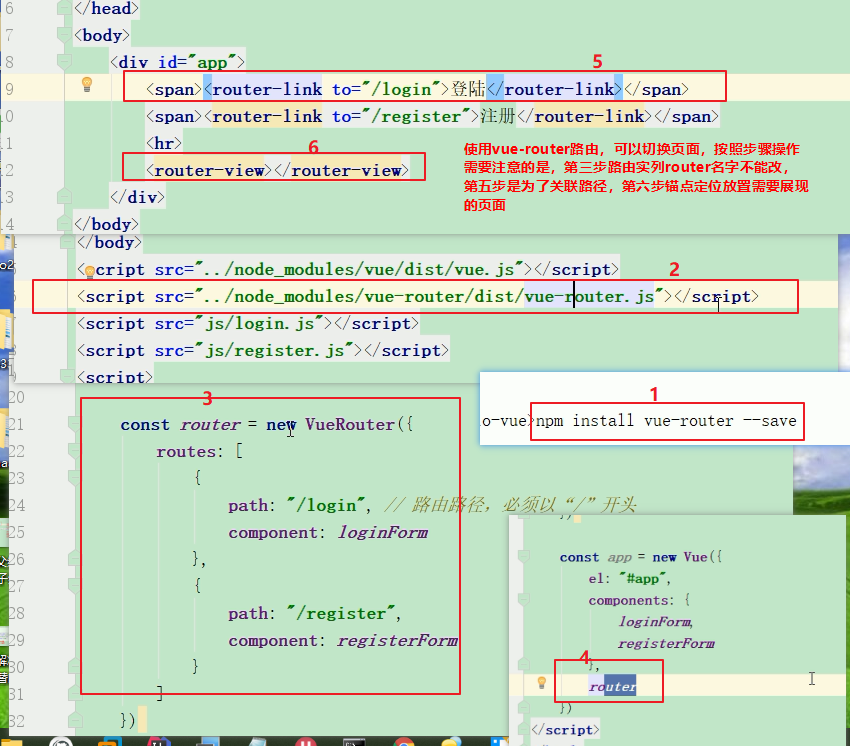 6 </head>
7 <body>
8 <div id="app">
5
9 <span><router-link to="/login">登陆</router-link></span>
0 <span><router-link to="/register">注册</router-link></span>
1 <hr>
6
2 <router-view></router-view>
3 </div>
4 </body>
使用vue-router路由，可以切换页面，按照步骤操作
需要注意的是，第三步路由实列router名字不能改，
第五步是为了关联路径，第六步锚点定位放置需要展现
的页面
</body>
<cript src="../node_modules/vue/dist/vue.js"></script>
2
<script src="../node_modules/vue-router/dist/vue-router.js"></script>
<script src="js/login.js"></script>
<script src="js/register.js"></script>
<script>
1
o-vue>npm install vue-router --save
3
20
21 const router = new VueRouter({
22 routes: [
23 {
24 path: "/login", // 路由路径，必须以“/”开头
25 component: loginForm
26 },
27 {
28 path: "/register",
29 component: registerForm
30 }
31 ]
32 })
const app = new Vue({
el: "#app",
components: {
loginForm,
registerForm
4
},
router
})
</script>